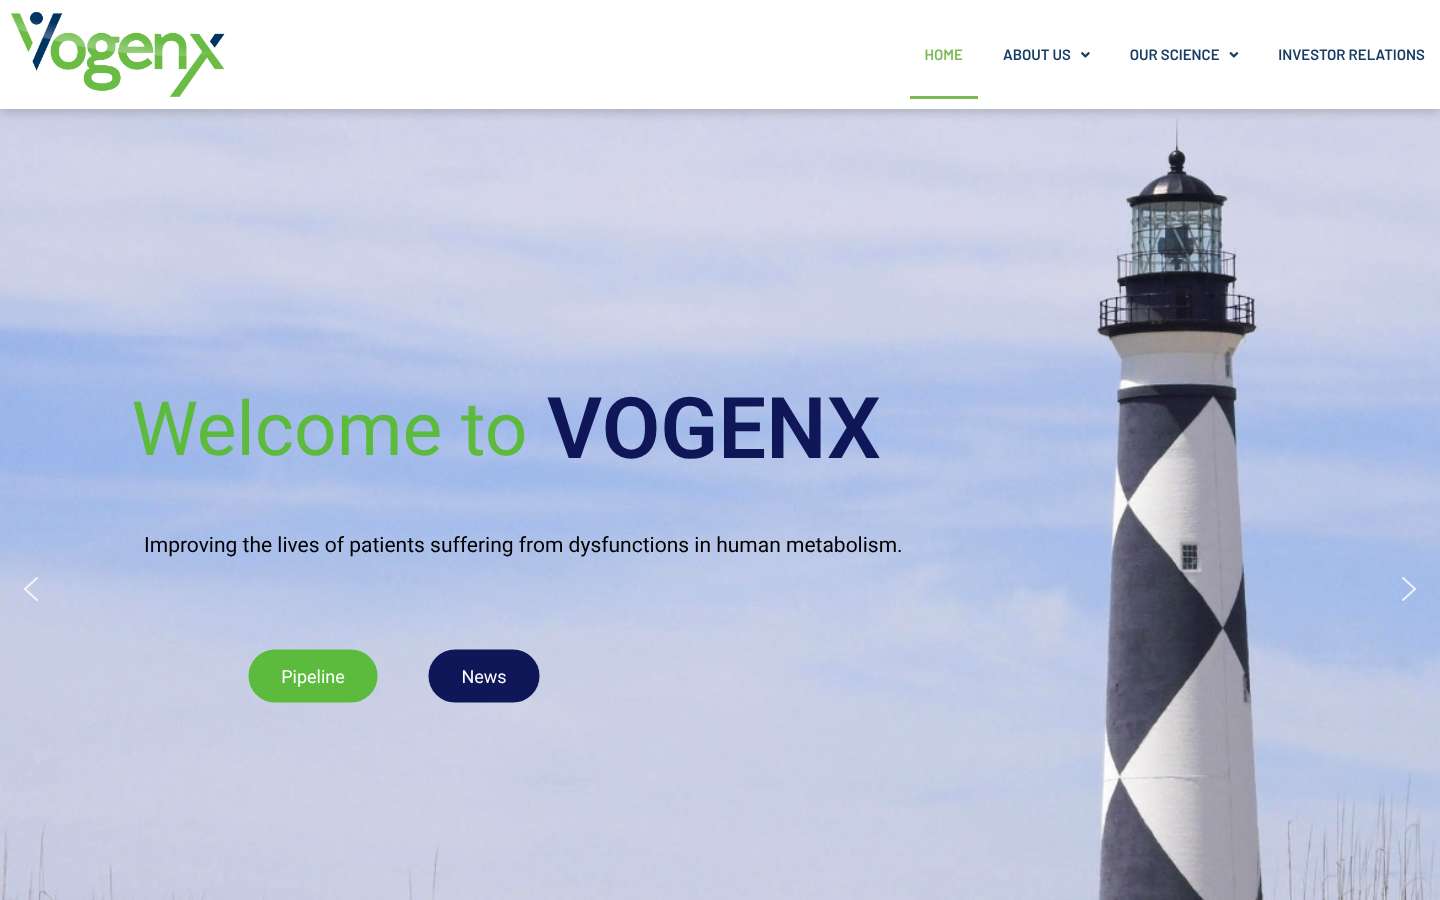 Vogenx
HOME
ABOUT US
OUR SCIENCE
INVESTOR RELATIONS
Welcome to VOGENX
Improving the lives of patients suffering from dysfunctions in human metabolism.
Pipeline
News